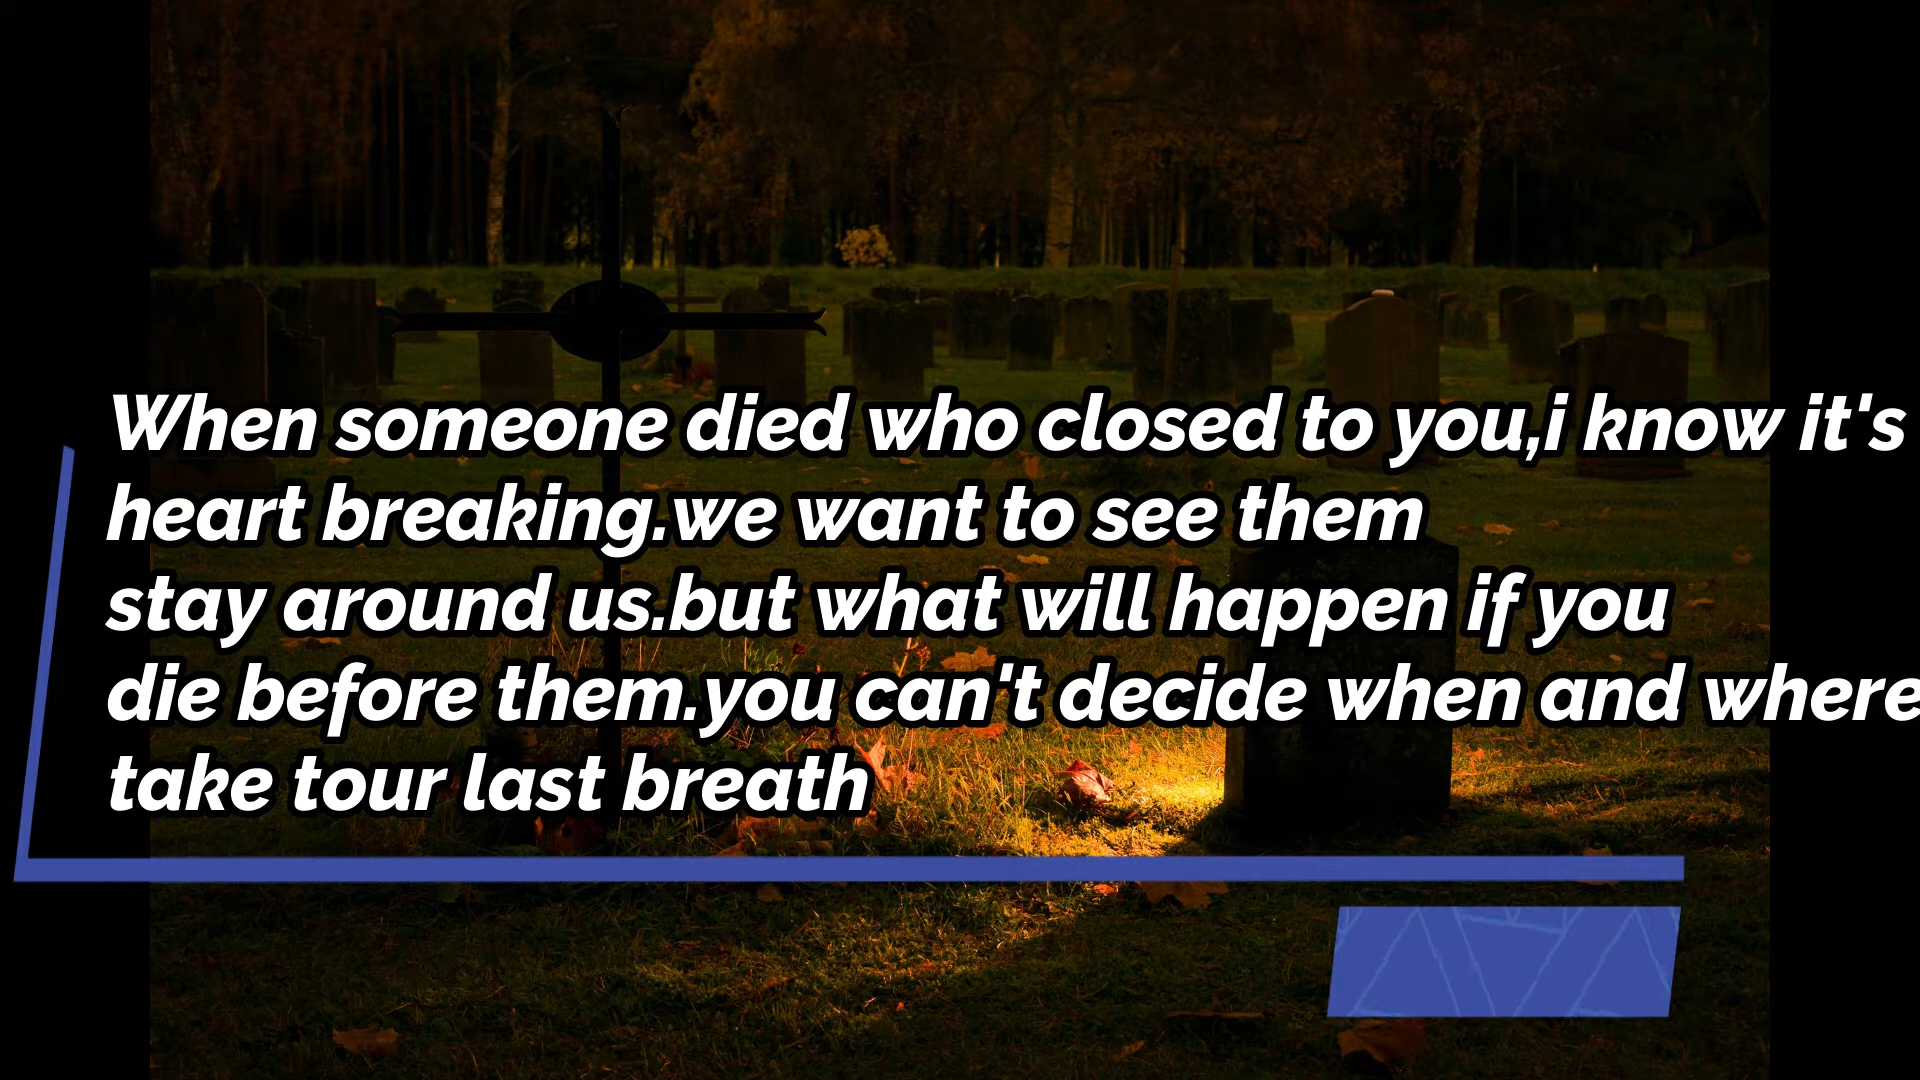 When someone died who closed to you,i know it's
heart breaking.we want to see them
stay around us.but what will happen if you
die before them.you can't decide when and where
take tour last breath